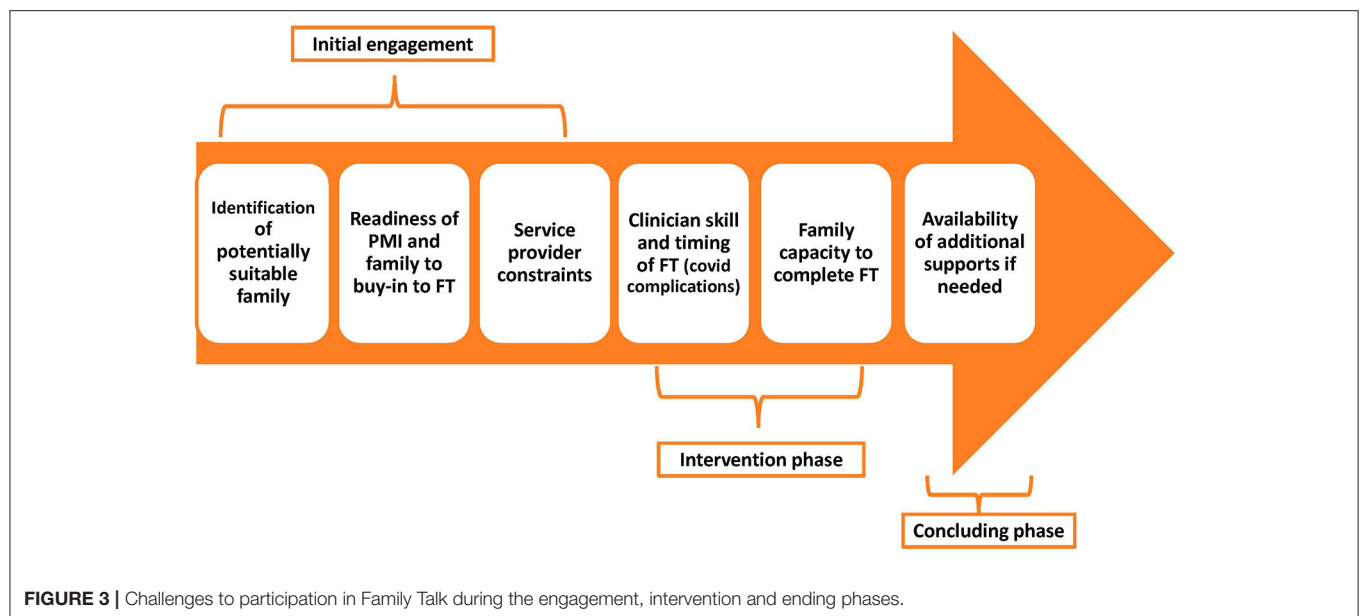 Initial engagement
Identification
of
potentially
suitable
family
Readiness of
PMI and
family to
buy-in to FT
Service
provider
constraints
Clinician skill
and timing
of FT (covid
complications)
Family
capacity to
complete FT
Availability
of additional
supports if
needed
Intervention phase
Concluding phase
FIGURE 3 | Challenges to participation in Family Talk during the engagement, intervention and ending phases.